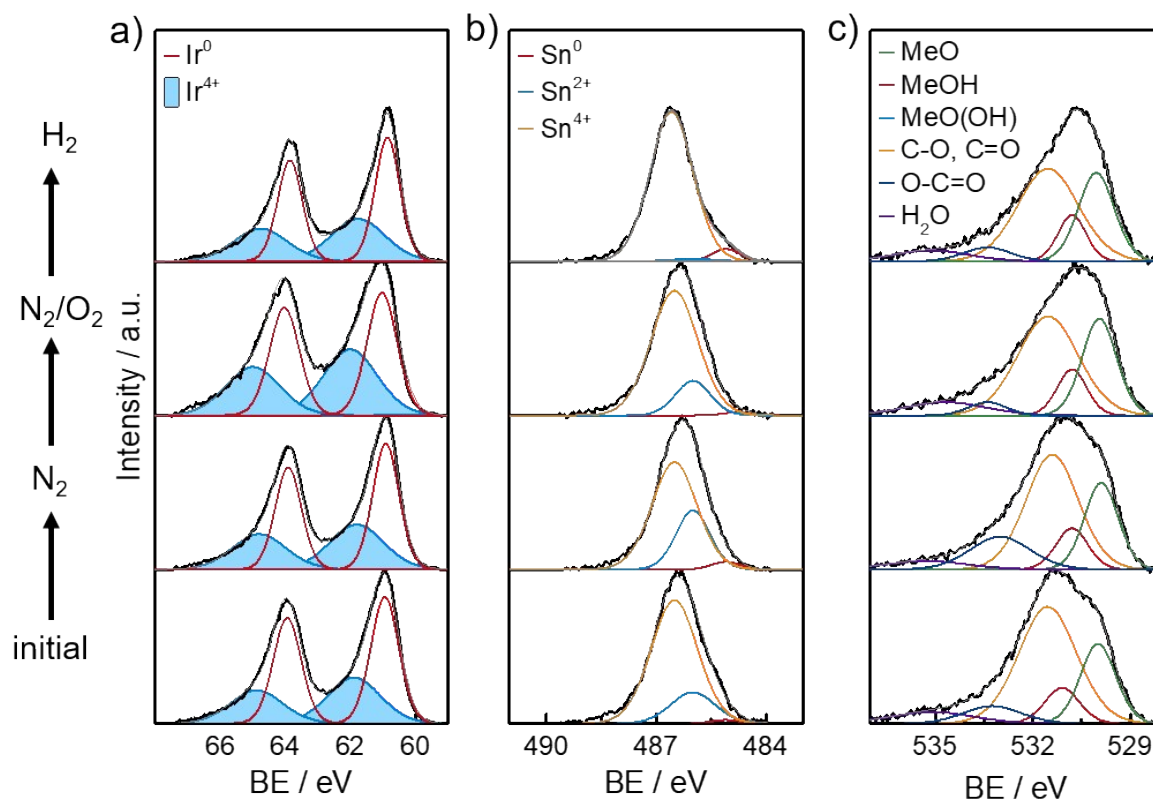 a)
Ir⁰
Ir⁴⁺
b)
Sn⁰
Sn²⁺
Sn⁴⁺
c)
MeO
MeOH
MeO(OH)
C-O, C=O
O-C=O
H₂O
H₂
N₂/O₂
N₂
initial
Intensity / a.u.
66 64 62 60
BE / eV
490 487 484
BE / eV
535 532 529
BE / eV